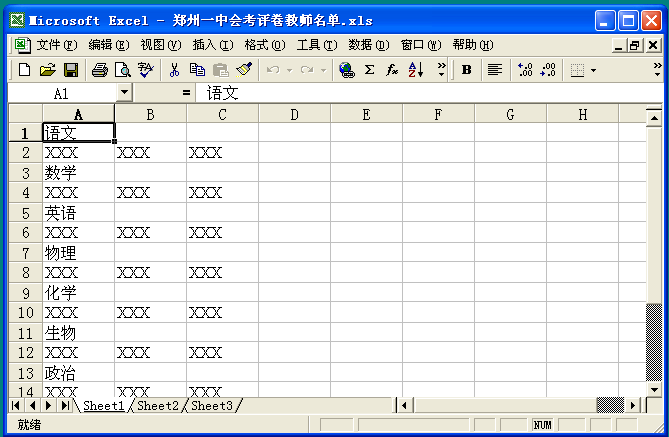 Microsoft Excel - 郑州一中会考评卷教师名单.xls
文件(F) 编辑(E) 视图(V) 插入(I) 格式(O) 工具(T) 数据(D) 窗口(W) 帮助(H)
Σ fx B
A1 = 语文
A B C D E F G H
1 语文
2 XXX XXX XXX
3 数学
4 XXX XXX XXX
5 英语
6 XXX XXX XXX
7 物理
8 XXX XXX XXX
9 化学
10 XXX XXX XXX
11 生物
12 XXX XXX XXX
13 政治
14 XXX XXX XXX
Sheet1 Sheet2 Sheet3
就绪 NUM